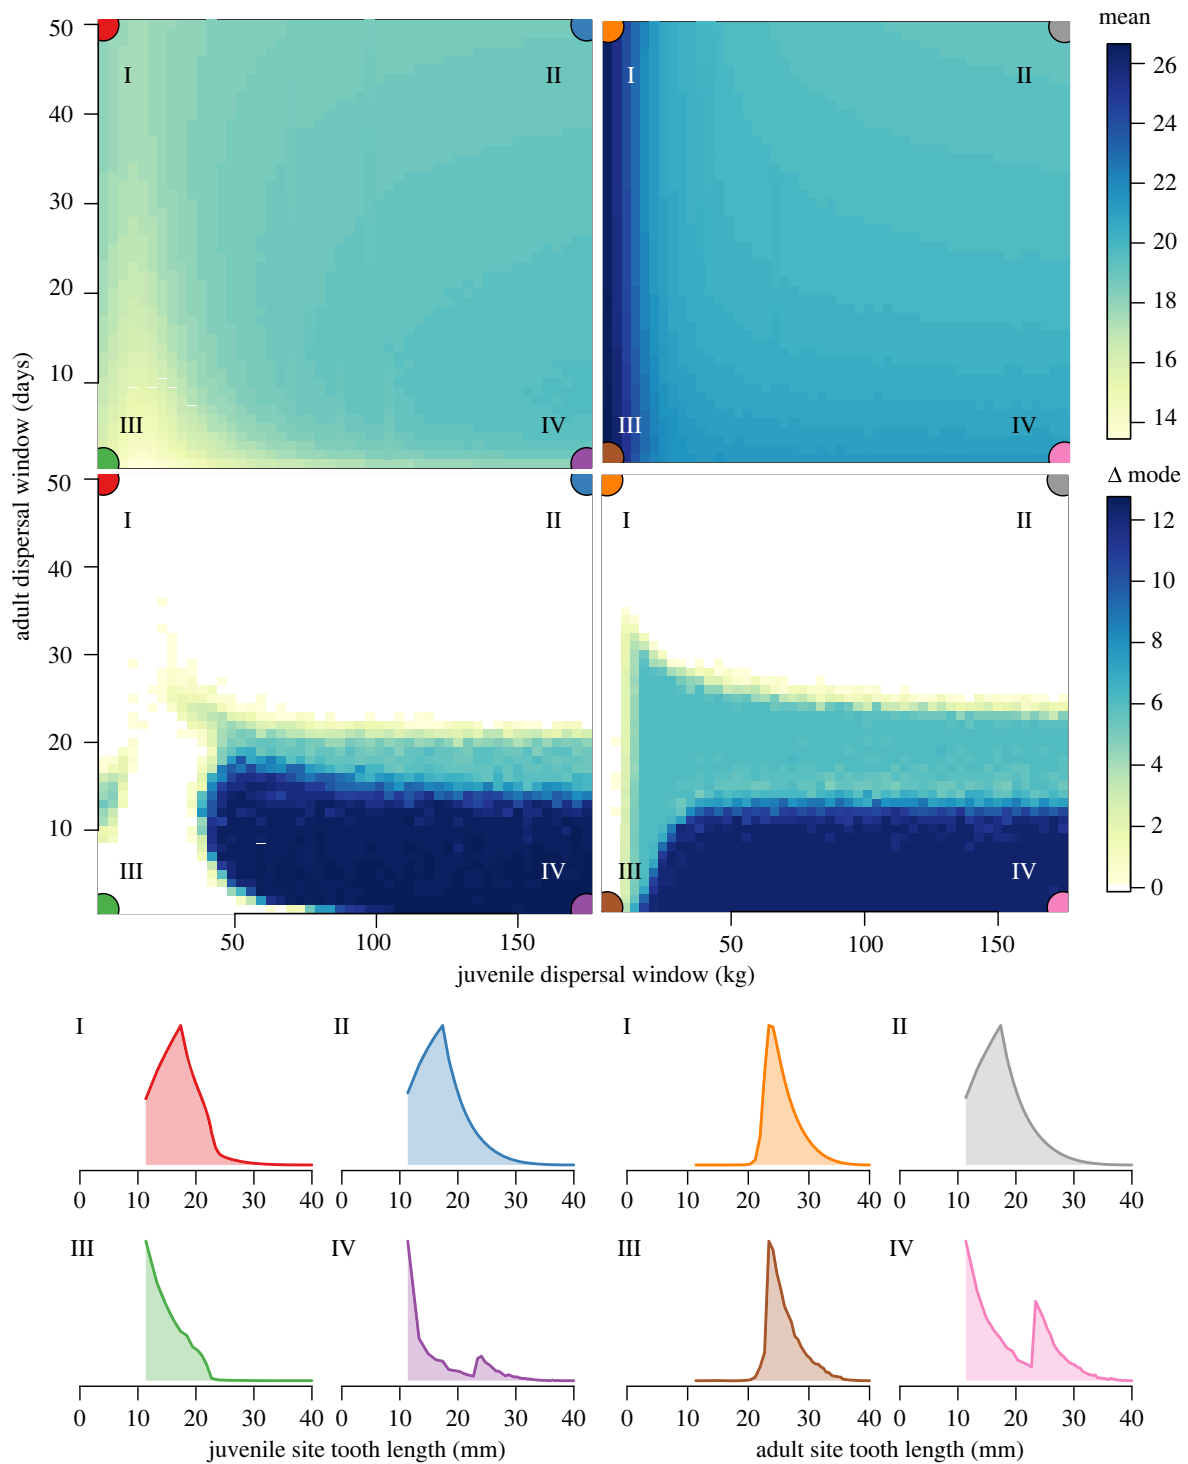 mean
50
40
30
20
10
I
II
III
IV
I
II
III
IV
26
24
22
20
18
16
14
adult dispersal window (days)
Δ mode
50
40
30
20
10
I
II
III
IV
I
II
III
IV
12
10
8
6
4
2
0
50 100 150
50 100 150
juvenile dispersal window (kg)
I
0 10 20 30 40
II
0 10 20 30 40
I
0 10 20 30 40
II
0 10 20 30 40
III
0 10 20 30 40
IV
0 10 20 30 40
III
0 10 20 30 40
IV
0 10 20 30 40
juvenile site tooth length (mm)
adult site tooth length (mm)